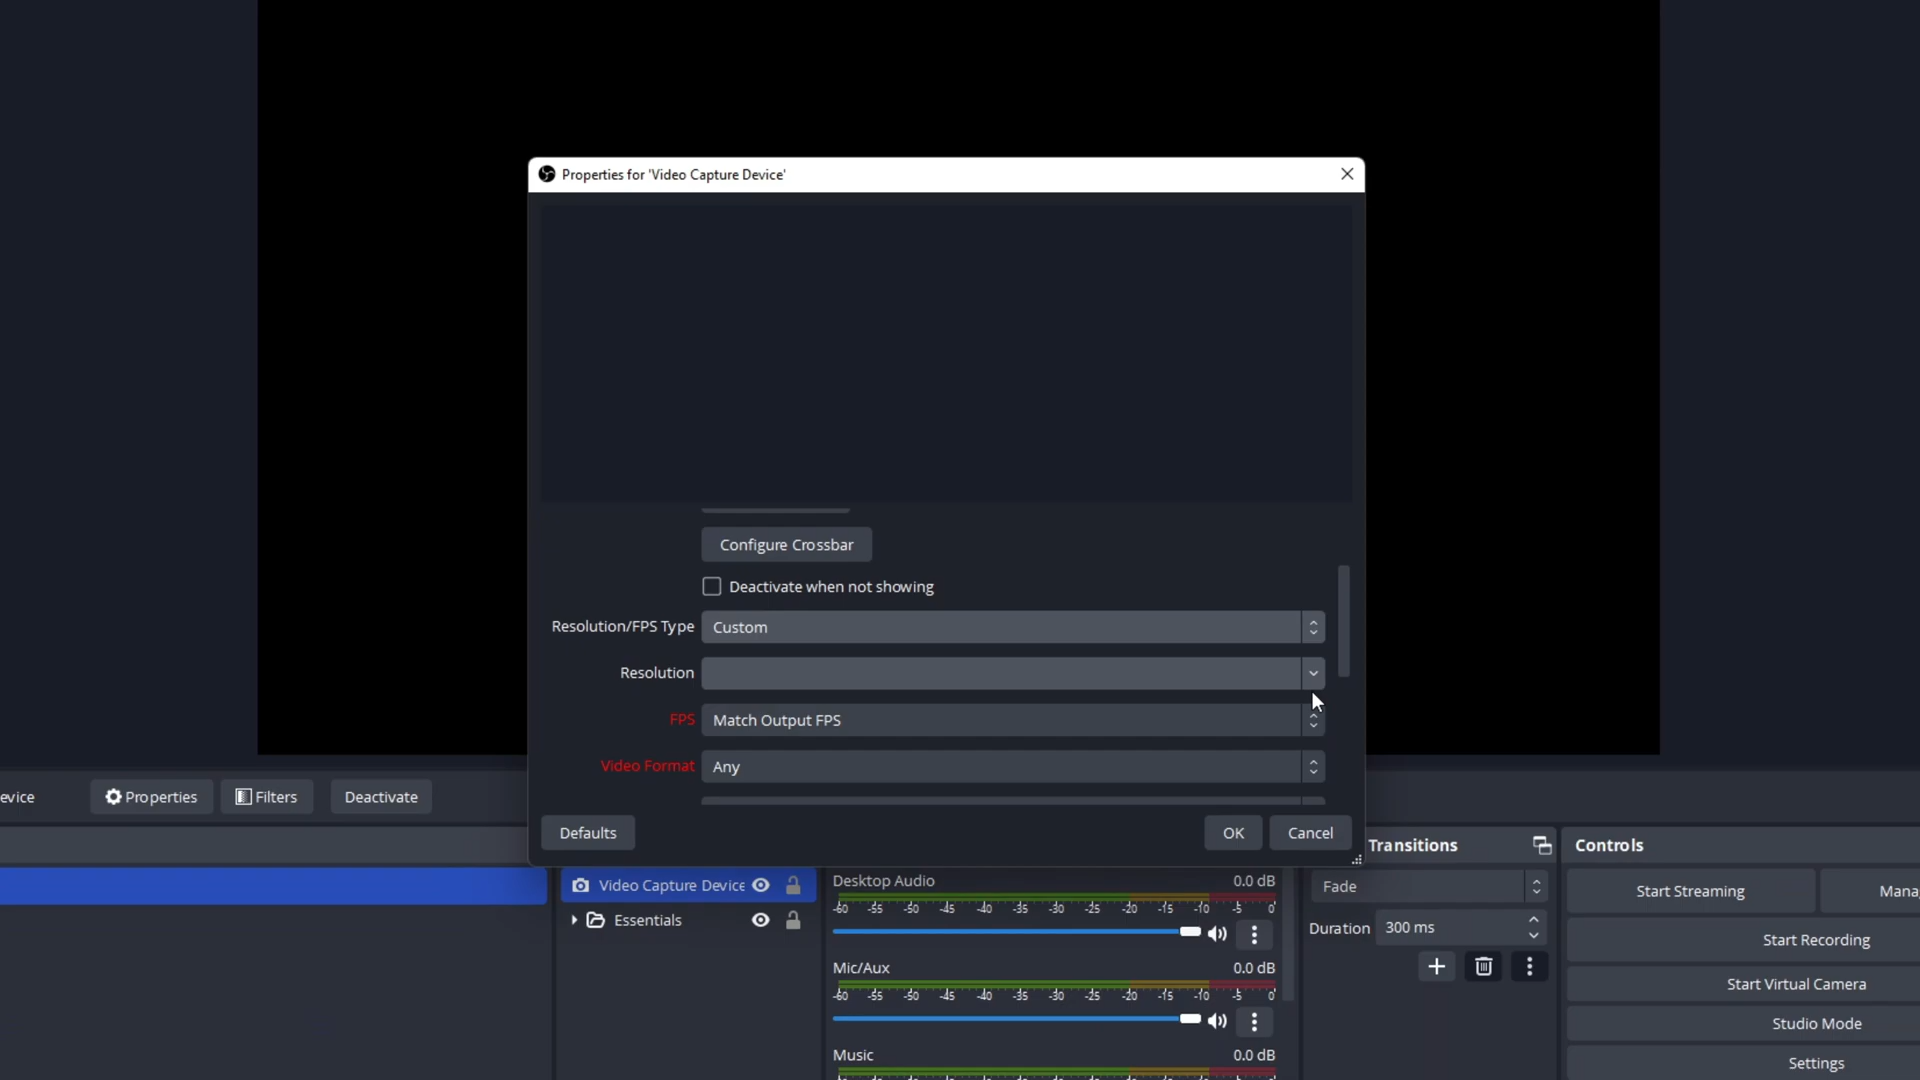 Properties for 'Video Capture Device'
Configure Crossbar
Deactivate when not showing
Resolution/FPS Type Custom
Resolution
FPS Match Output FPS
Video Format Any
Defaults OK Cancel
evice Properties Filters Deactivate
Video Capture Device
Essentials
Desktop Audio 0.0 dB
-60 -55 -50 -45 -40 -35 -30 -25 -20 -15 -10 -5 0
Mic/Aux 0.0 dB
-60 -55 -50 -45 -40 -35 -30 -25 -20 -15 -10 -5 0
Music 0.0 dB
Transitions
Fade
Duration 300 ms
Controls
Start Streaming Mana
Start Recording
Start Virtual Camera
Studio Mode
Settings